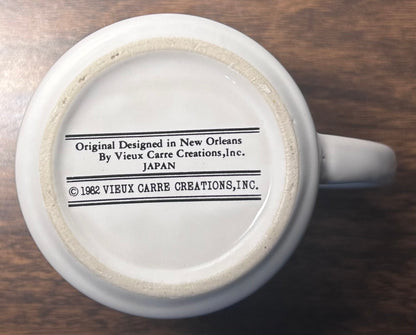 Original Designed in New Orleans
By Vieux Carre Creations,Inc.
JAPAN
© 1982 VIEUX CARRE CREATIONS,INC.